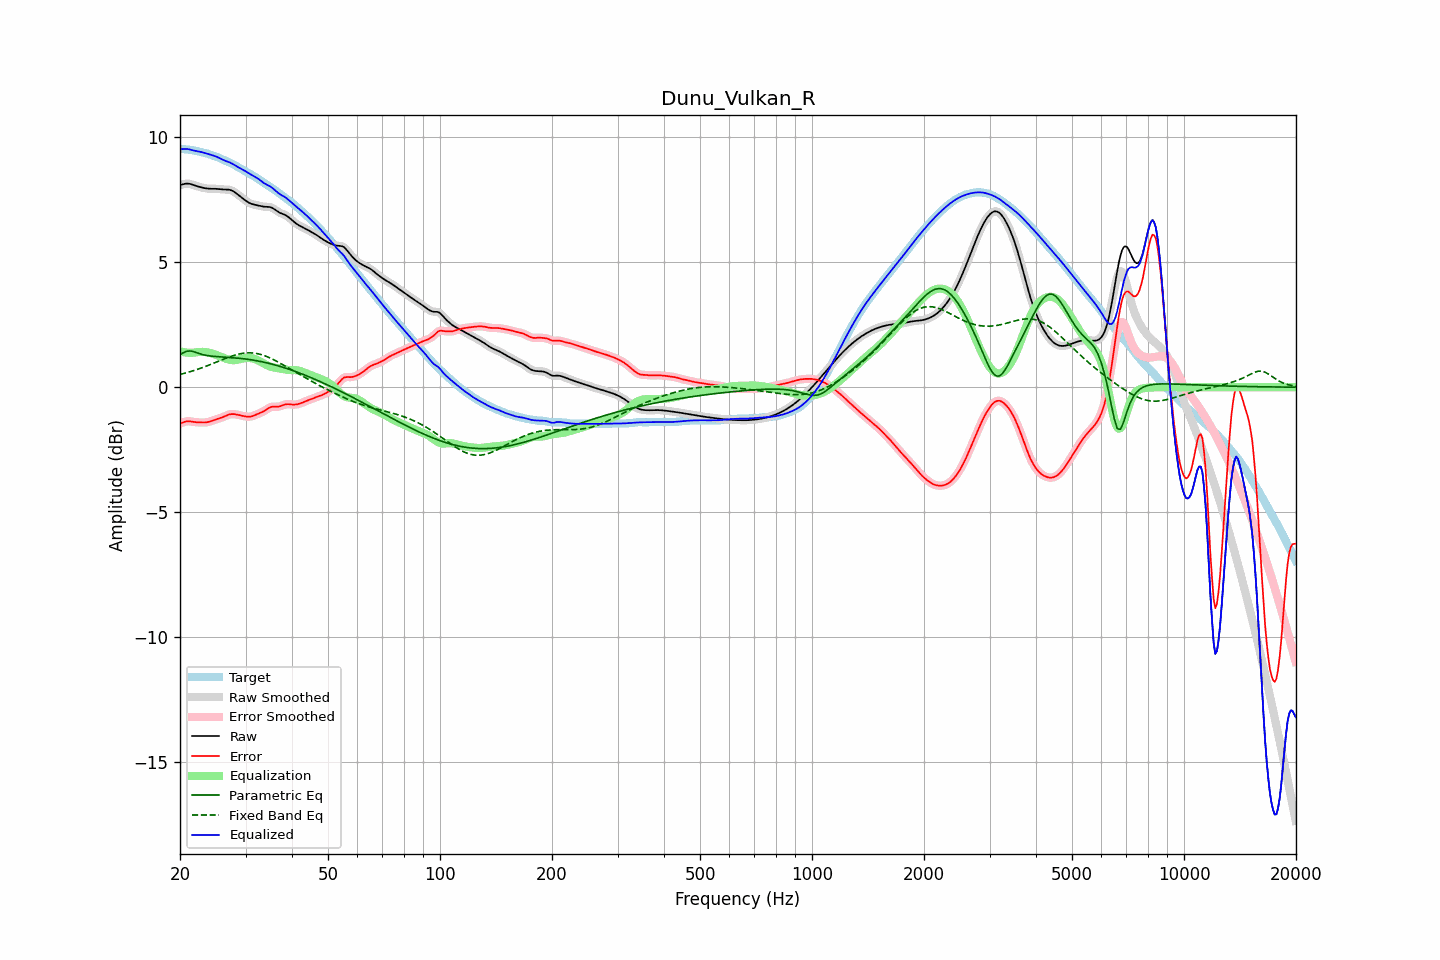 Dunu_Vulkan_R
Amplitude (dBr)
10
5
0
−5
−10
−15
Target
Raw Smoothed
Error Smoothed
Raw
Error
Equalization
Parametric Eq
Fixed Band Eq
Equalized
20 50 100 200 500 1000 2000 5000 10000 20000
Frequency (Hz)